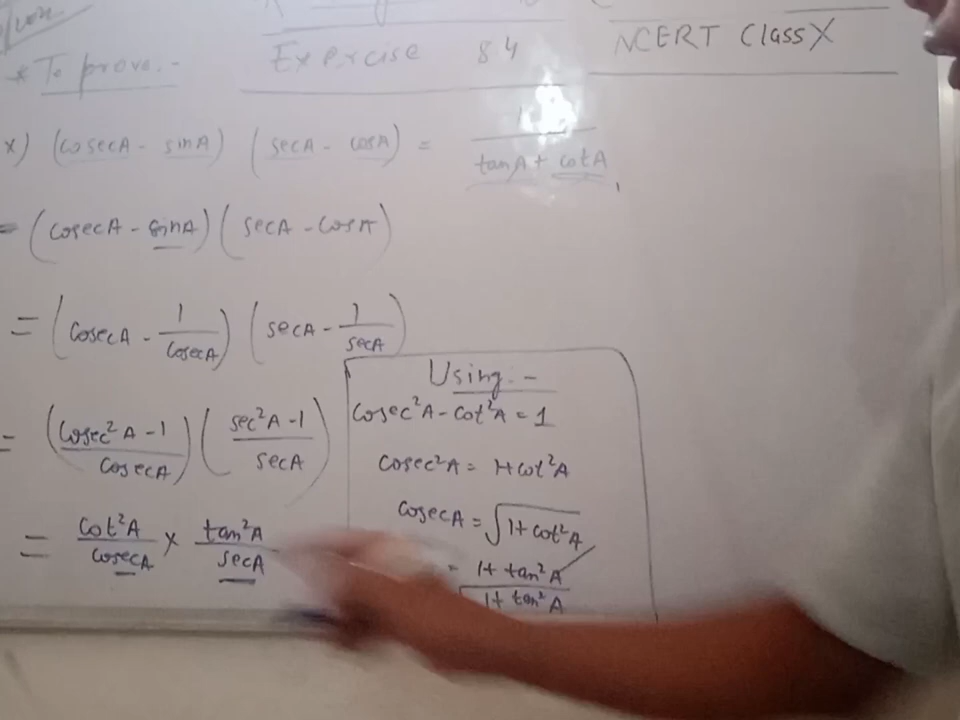 * To prove:-
Exercise 84
NCERT Class X
x) (cosecA - sinA) (secA - cosA) = 1 / tanA + cotA
= (cosecA - sinA) (secA - cosA)
= (cosecA - 1/cosecA) (secA - 1/secA)
= (cosec²A - 1 / cosecA) (sec²A - 1 / secA)
= cot²A / cosecA × tan²A / secA
Using:-
cosec²A - cot²A = 1
cosec²A = 1+ cot²A
cosecA = √1+ cot²A
= 1+ tan²A
1+ tan²A